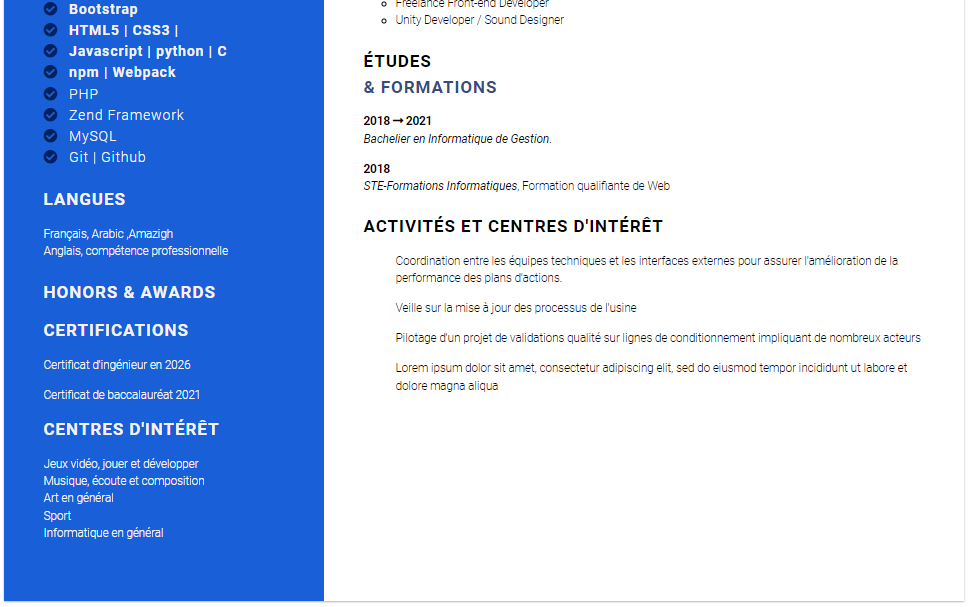 Bootstrap
HTML5 | CSS3 |
Javascript | python | C
npm | Webpack
PHP
Zend Framework
MySQL
Git | Github
LANGUES
Français, Arabic ,Amazigh
Anglais, compétence professionnelle
HONORS & AWARDS
CERTIFICATIONS
Certificat d'ingénieur en 2026
Certificat de baccalauréat 2021
CENTRES D'INTÉRÊT
Jeux vidéo, jouer et développer
Musique, écoute et composition
Art en général
Sport
Informatique en général
Freelance Front-end Developer
Unity Developer / Sound Designer
ÉTUDES
& FORMATIONS
2018 → 2021
Bachelier en Informatique de Gestion.
2018
STE-Formations Informatiques, Formation qualifiante de Web
ACTIVITÉS ET CENTRES D'INTÉRÊT
Coordination entre les équipes techniques et les interfaces externes pour assurer l'amélioration de la
performance des plans d'actions.
Veille sur la mise à jour des processus de l'usine
Pilotage d'un projet de validations qualité sur lignes de conditionnement impliquant de nombreux acteurs
Lorem ipsum dolor sit amet, consectetur adipiscing elit, sed do eiusmod tempor incididunt ut labore et
dolore magna aliqua